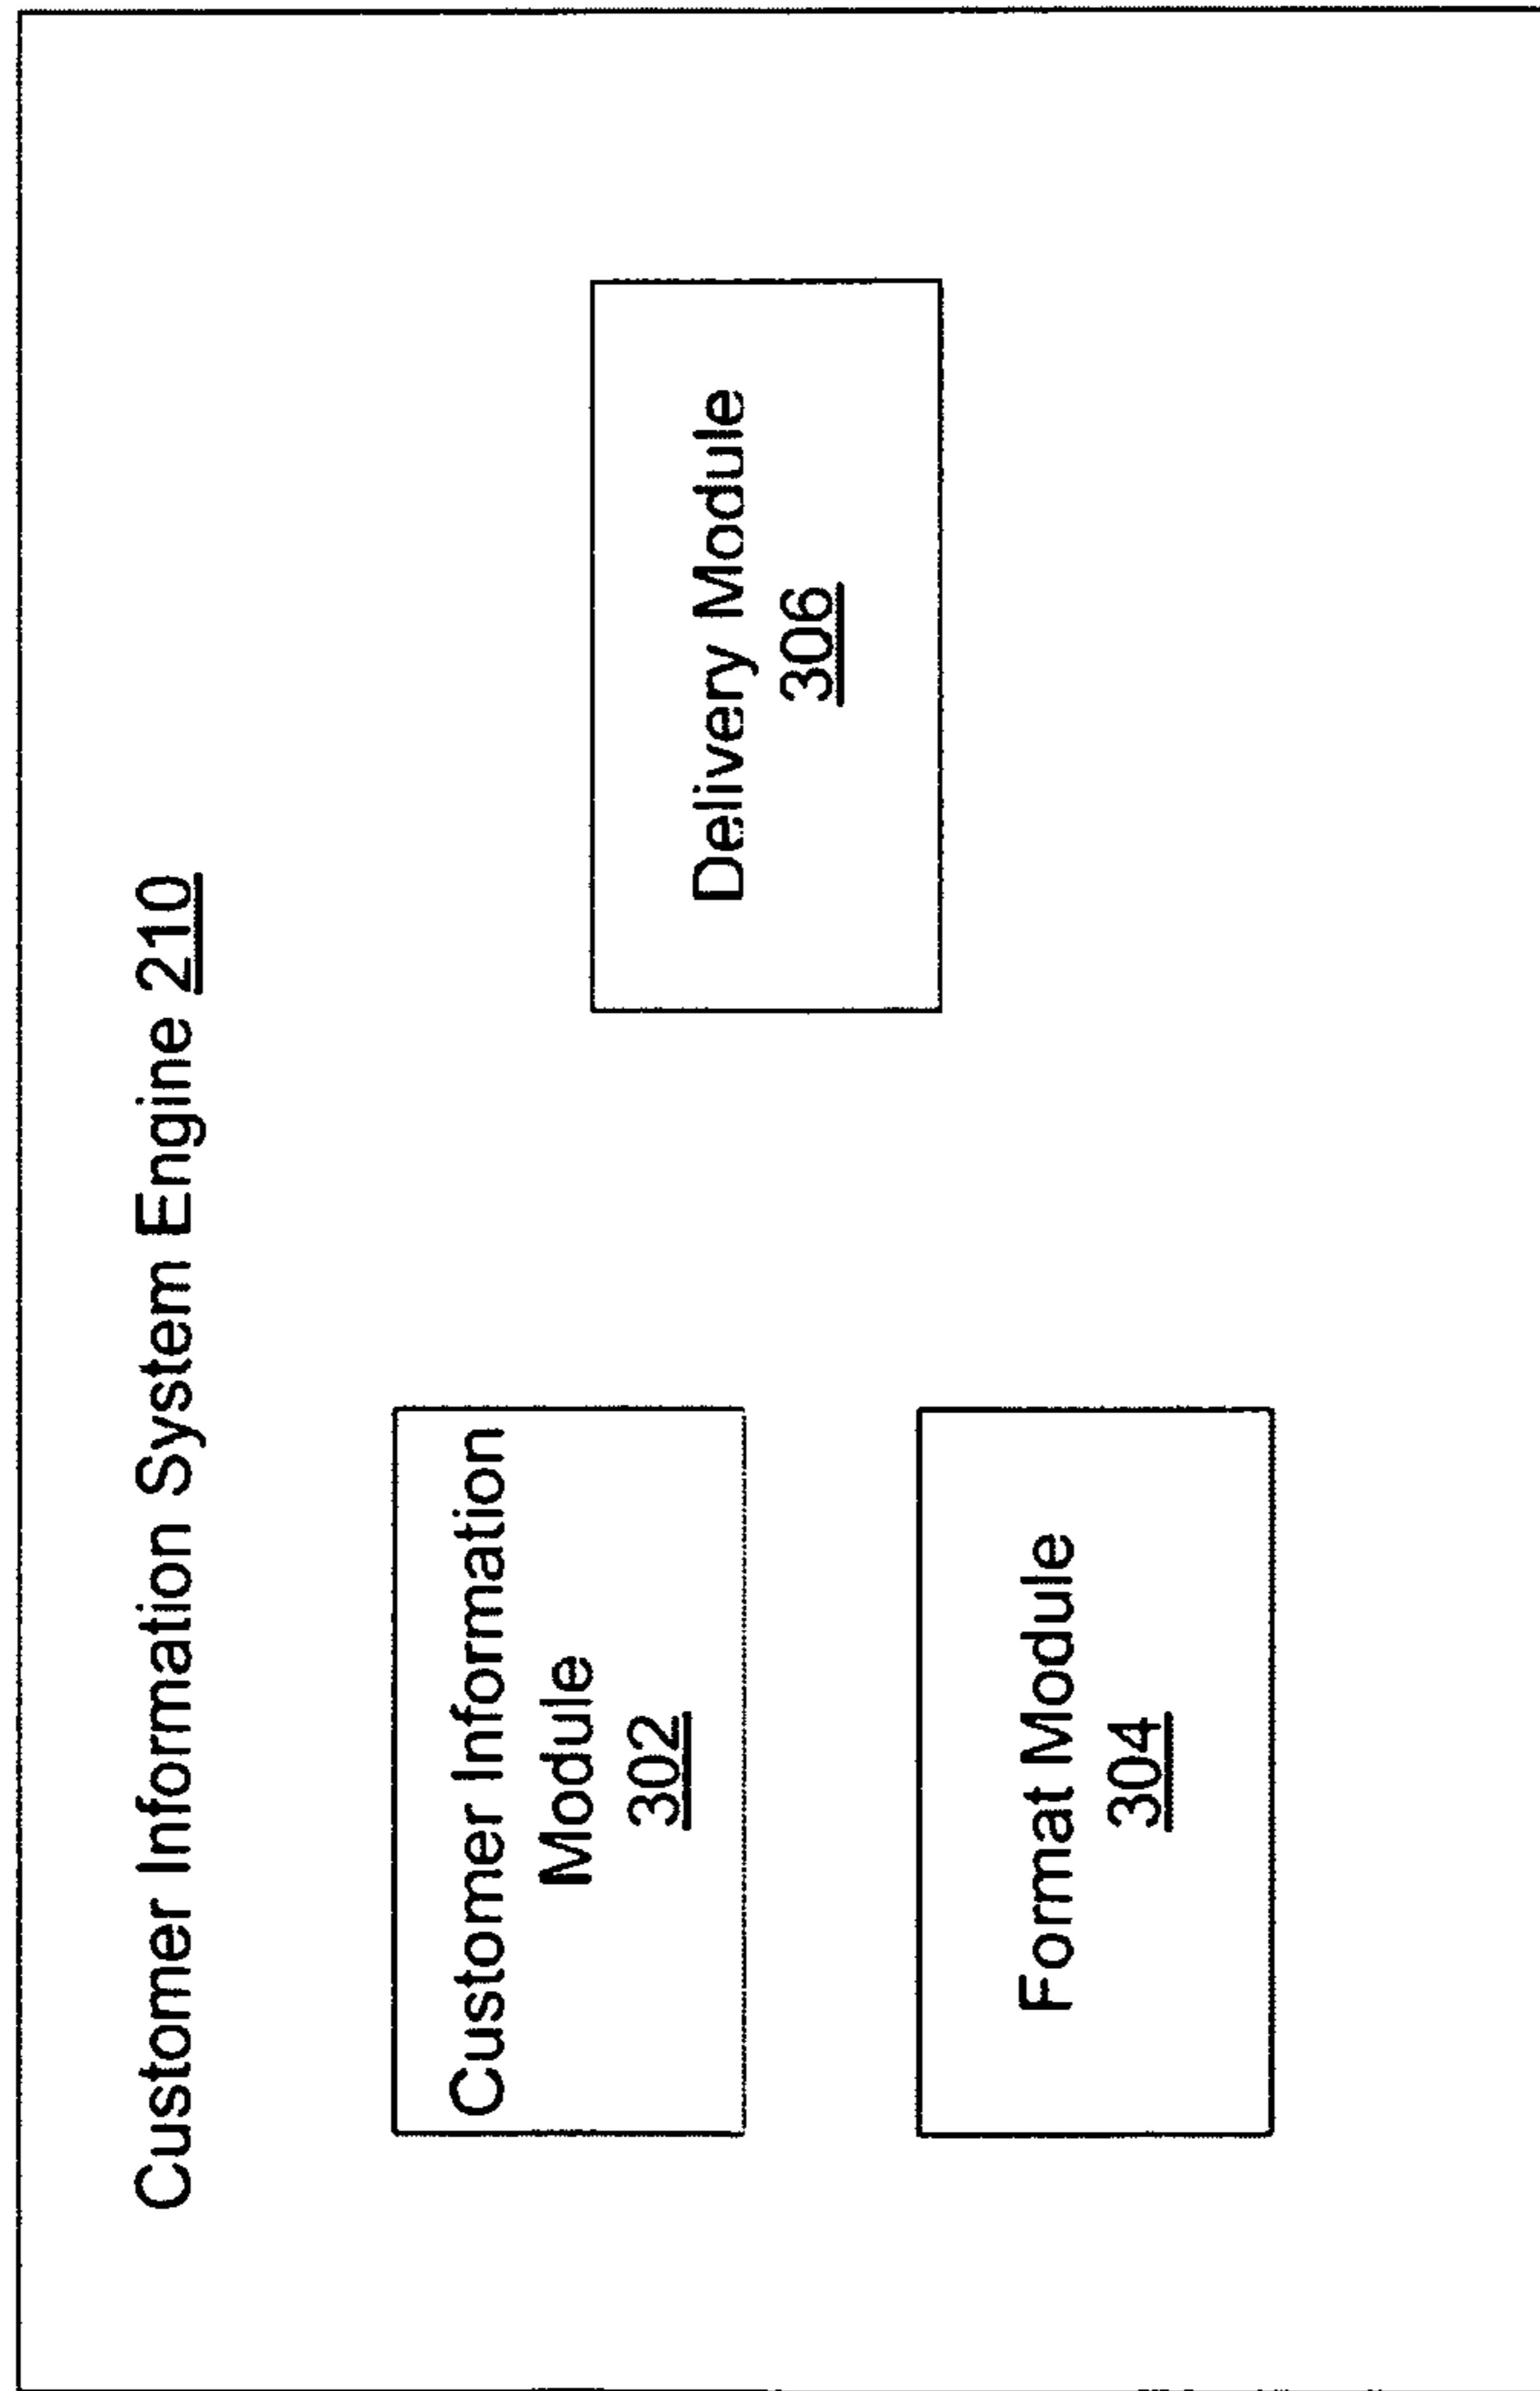 Customer Information System Engine 210
Customer Information
Module
302
Delivery Module
306
Format Module
304